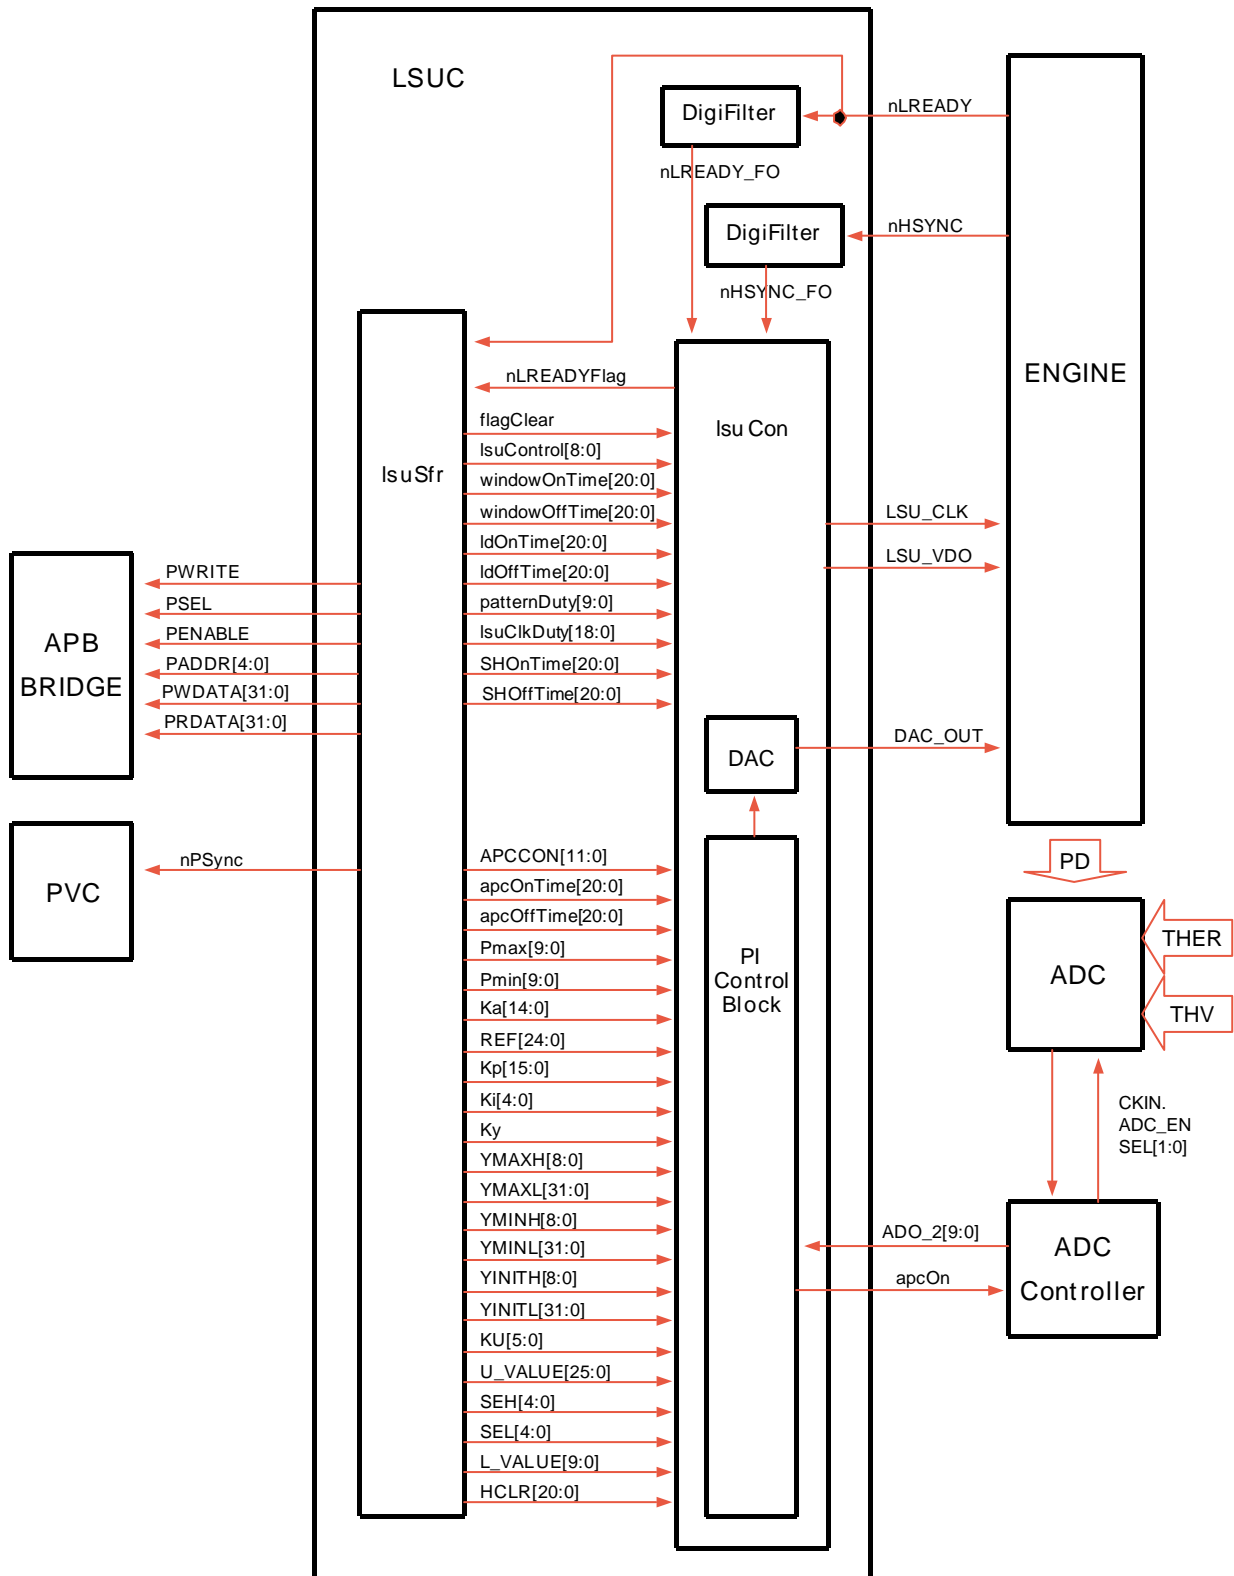 LSUC
DigiFilter
nLREADY
nLREADY_FO
DigiFilter
nHSYNC
nHSYNC_FO
ENGINE
nLREADYFlag
flagClear
lsuControl[8:0]
windowOnTime[20:0]
windowOffTime[20:0]
ldOnTime[20:0]
ldOffTime[20:0]
patternDuty[9:0]
lsuClkDuty[18:0]
SHOnTime[20:0]
SHOffTime[20:0]
lsuSfr
lsuCon
LSU_CLK
LSU_VDO
PWRITE
PSEL
PENABLE
PADDR[4:0]
PWDATA[31:0]
PRDATA[31:0]
APB
BRIDGE
DAC
DAC_OUT
PVC
nPSync
APCCON[11:0]
apcOnTime[20:0]
apcOffTime[20:0]
Pmax[9:0]
Pmin[9:0]
Ka[14:0]
REF[24:0]
Kp[15:0]
Ki[4:0]
Ky
YMAXH[8:0]
YMAXL[31:0]
YMINH[8:0]
YMINL[31:0]
YINITH[8:0]
YINITL[31:0]
KU[5:0]
U_VALUE[25:0]
SEH[4:0]
SEL[4:0]
L_VALUE[9:0]
HCLR[20:0]
PI
Control
Block
PD
ADC
THER
THV
CKIN.
ADC_EN
SEL[1:0]
ADO_2[9:0]
apcOn
ADC
Controller